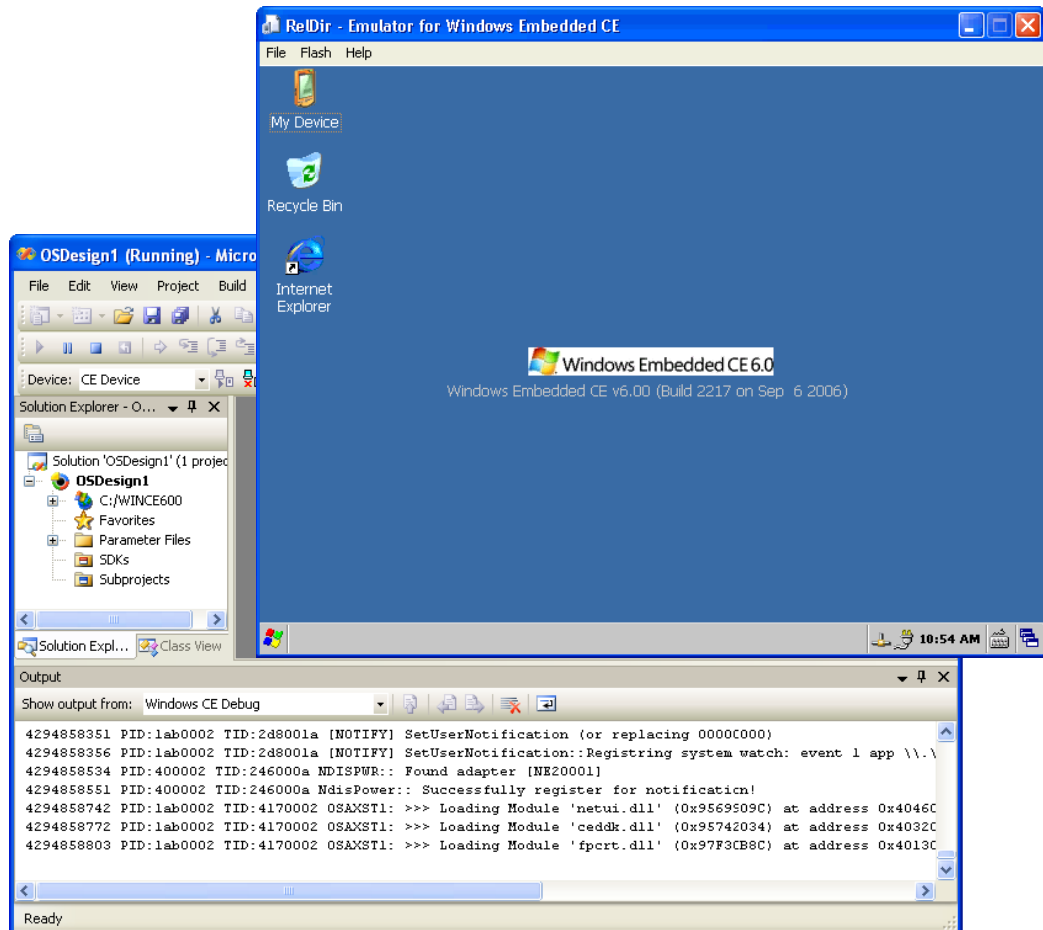 RelDir - Emulator for Windows Embedded CE
File Flash Help
My Device
Recycle Bin
Internet
Explorer
Windows Embedded CE 6.0
Windows Embedded CE v6.00 (Build 2217 on Sep 6 2006)
10:54 AM
OSDesign1 (Running) - Micro
File Edit View Project Build
Device: CE Device
Solution Explorer - O...
Solution 'OSDesign1' (1 projec
OSDesign1
C:/WINCE600
Favorites
Parameter Files
SDKs
Subprojects
Solution Expl... Class View
Output
Show output from: Windows CE Debug
4294858351 PID:1ab0002 TID:2d8001a [NOTIFY] SetUserNotification (or replacing 00000000)
4294858356 PID:1ab0002 TID:2d8001a [NOTIFY] SetUserNotification::Registring system watch: event 1 app \\.\
4294858534 PID:400002 TID:246000a NDISPWR:: Found adapter [NE20001]
4294858551 PID:400002 TID:246000a NdisPower:: Successfully register for notification!
4294858742 PID:1ab0002 TID:4170002 OSAXST1: >>> Loading Module 'netui.dll' (0x9569909C) at address 0x4046C
4294858772 PID:1ab0002 TID:4170002 OSAXST1: >>> Loading Module 'ceddk.dll' (0x95742034) at address 0x4032C
4294858803 PID:1ab0002 TID:4170002 OSAXST1: >>> Loading Module 'fpcrt.dll' (0x97F3CB8C) at address 0x4013C
Ready